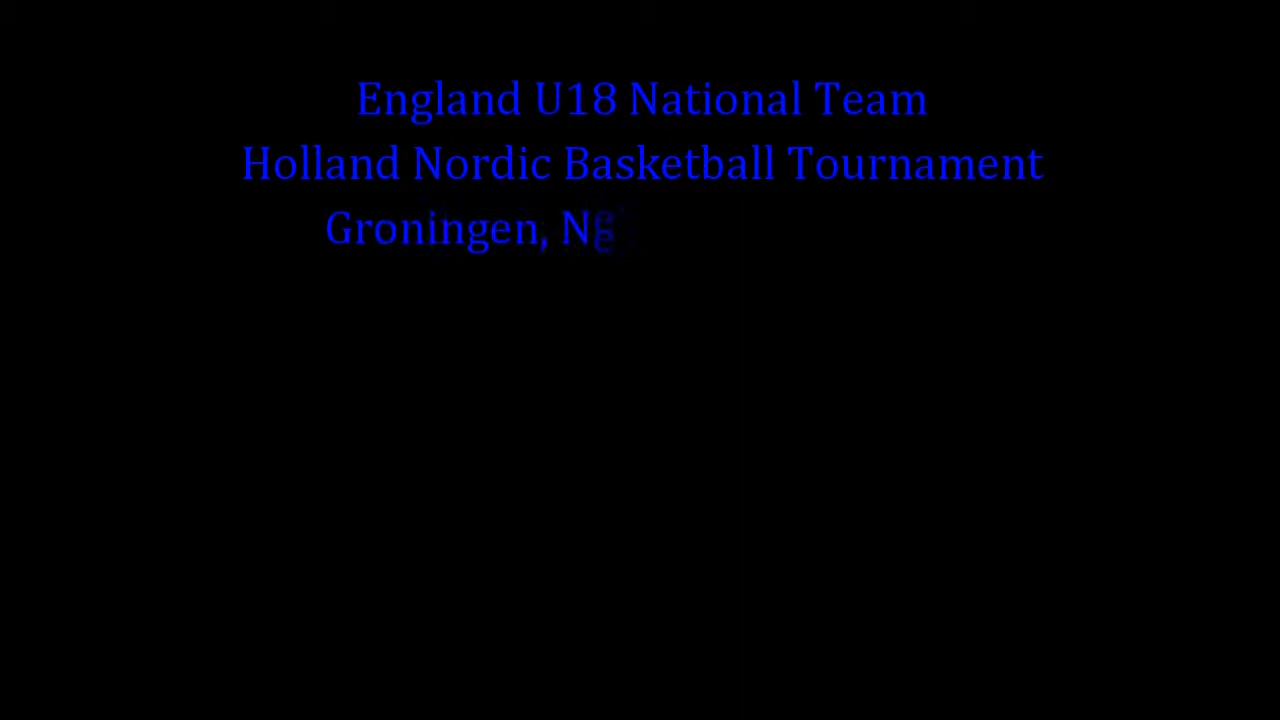 England U18 National Team
Holland Nordic Basketball Tournament
Groningen, N